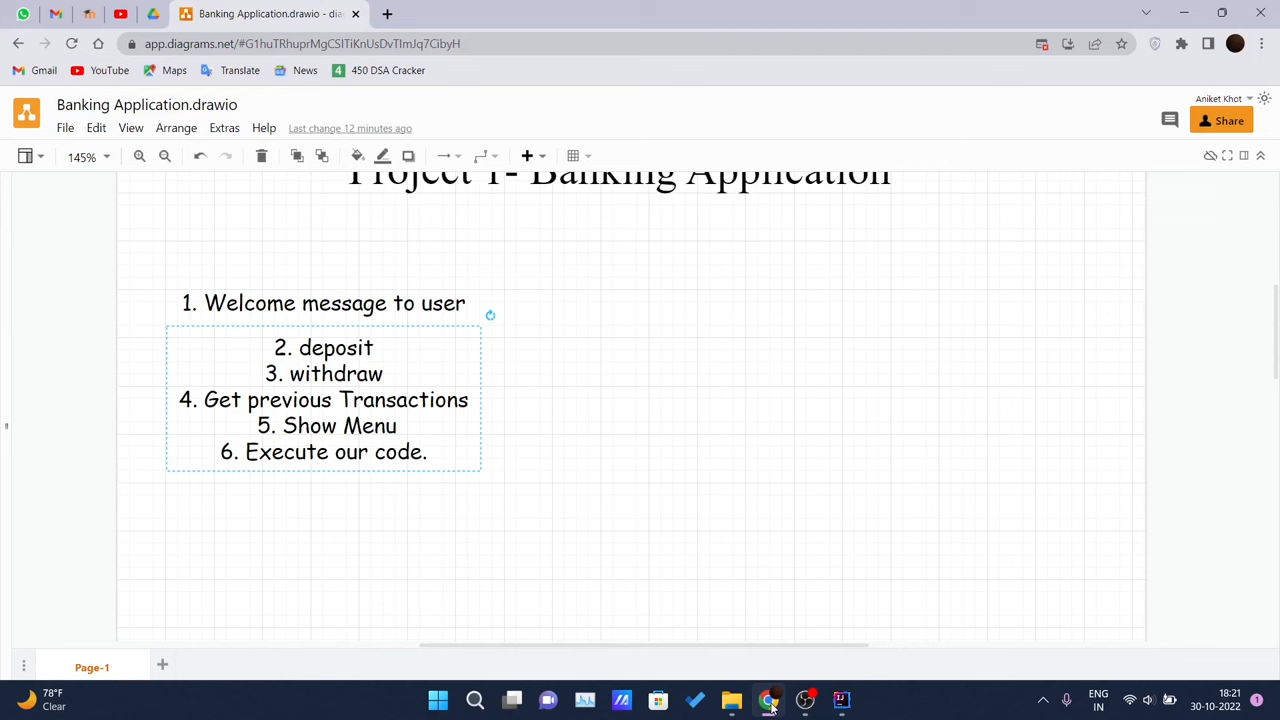 Banking Application.drawio - dia
app.diagrams.net/#G1huTRhuprMgCSlTiKnUsDvTImJq7CibyH
Gmail
YouTube
Maps
Translate
News
4
450 DSA Cracker
Banking Application.drawio
Aniket Khot
File
Edit
View
Arrange
Extras
Help
Last change 12 minutes ago
Share
145%
Project 1- Banking Application
1. Welcome message to user
2. deposit
3. withdraw
4. Get previous Transactions
5. Show Menu
6. Execute our code.
Page-1
78°F
Clear
ENG
IN
18:21
30-10-2022
1